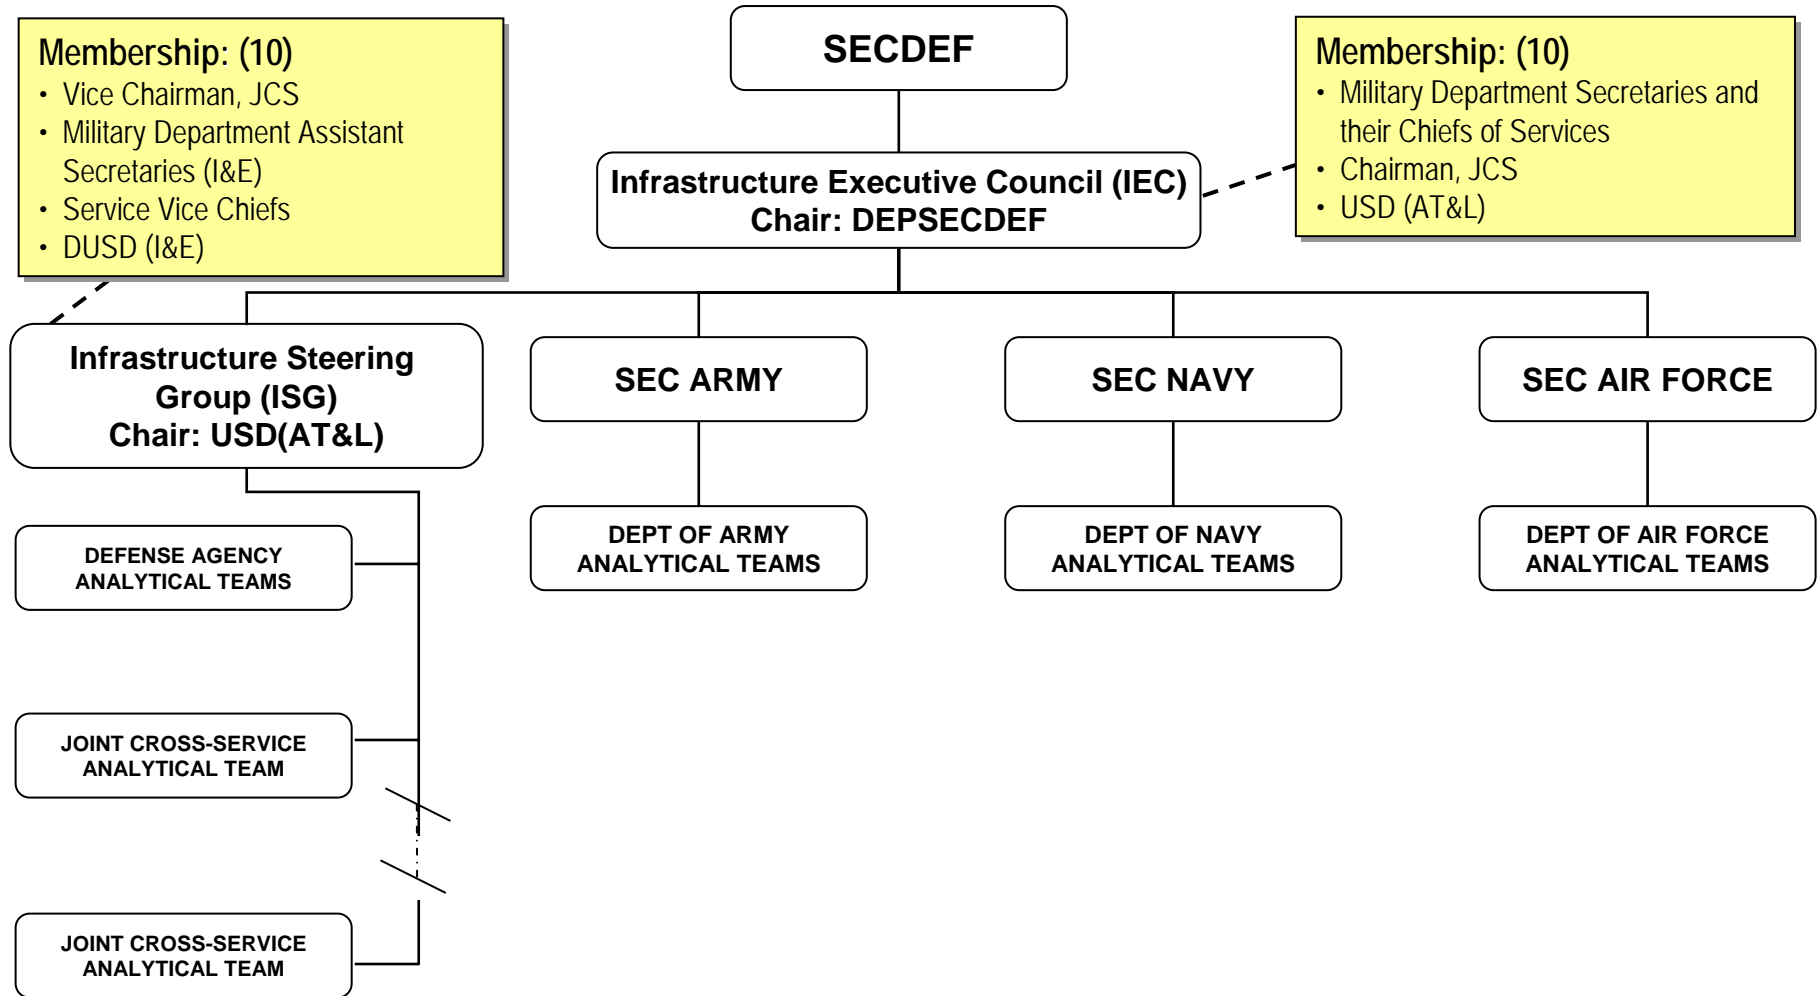 Membership: (10)
• Vice Chairman, JCS
• Military Department Assistant
Secretaries (I&E)
• Service Vice Chiefs
• DUSD (I&E)
SECDEF
Membership: (10)
• Military Department Secretaries and
their Chiefs of Services
• Chairman, JCS
• USD (AT&L)
Infrastructure Executive Council (IEC)
Chair: DEPSECDEF
Infrastructure Steering
Group (ISG)
Chair: USD(AT&L)
SEC ARMY
SEC NAVY
SEC AIR FORCE
DEFENSE AGENCY
ANALYTICAL TEAMS
DEPT OF ARMY
ANALYTICAL TEAMS
DEPT OF NAVY
ANALYTICAL TEAMS
DEPT OF AIR FORCE
ANALYTICAL TEAMS
JOINT CROSS-SERVICE
ANALYTICAL TEAM
JOINT CROSS-SERVICE
ANALYTICAL TEAM